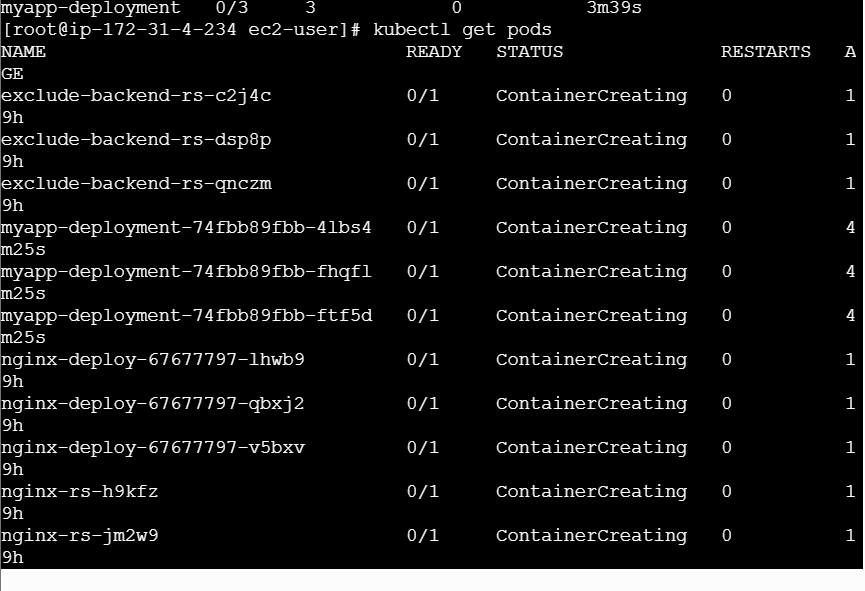 myapp-deployment   0/3     3            0           3m39s
[root@ip-172-31-4-234 ec2-user]# kubectl get pods
NAME                                READY   STATUS              RESTARTS   A
GE
exclude-backend-rs-c2j4c            0/1     ContainerCreating   0          1
9h
exclude-backend-rs-dsp8p            0/1     ContainerCreating   0          1
9h
exclude-backend-rs-qnczm            0/1     ContainerCreating   0          1
9h
myapp-deployment-74fbb89fbb-4lbs4   0/1     ContainerCreating   0          4
m25s
myapp-deployment-74fbb89fbb-fhqfl   0/1     ContainerCreating   0          4
m25s
myapp-deployment-74fbb89fbb-ftf5d   0/1     ContainerCreating   0          4
m25s
nginx-deploy-67677797-lhwb9         0/1     ContainerCreating   0          1
9h
nginx-deploy-67677797-qbxj2         0/1     ContainerCreating   0          1
9h
nginx-deploy-67677797-v5bxv         0/1     ContainerCreating   0          1
9h
nginx-rs-h9kfz                      0/1     ContainerCreating   0          1
9h
nginx-rs-jm2w9                      0/1     ContainerCreating   0          1
9h